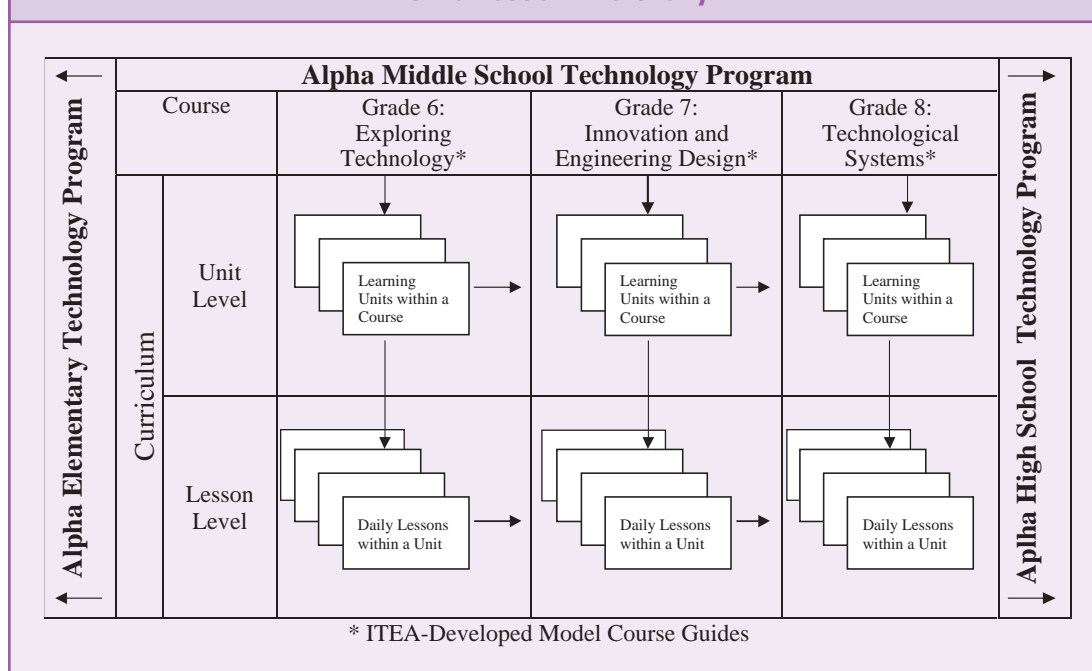 Alpha Elementary Technology Program
Alpha Middle School Technology Program
Course
Grade 6:
Exploring
Technology*
Grade 7:
Innovation and
Engineering Design*
Grade 8:
Technological
Systems*
Curriculum
Unit
Level
Learning
Units within a
Course
Learning
Units within a
Course
Learning
Units within a
Course
Lesson
Level
Daily Lessons
within a Unit
Daily Lessons
within a Unit
Daily Lessons
within a Unit
Aplha High School Technology Program
* ITEA-Developed Model Course Guides